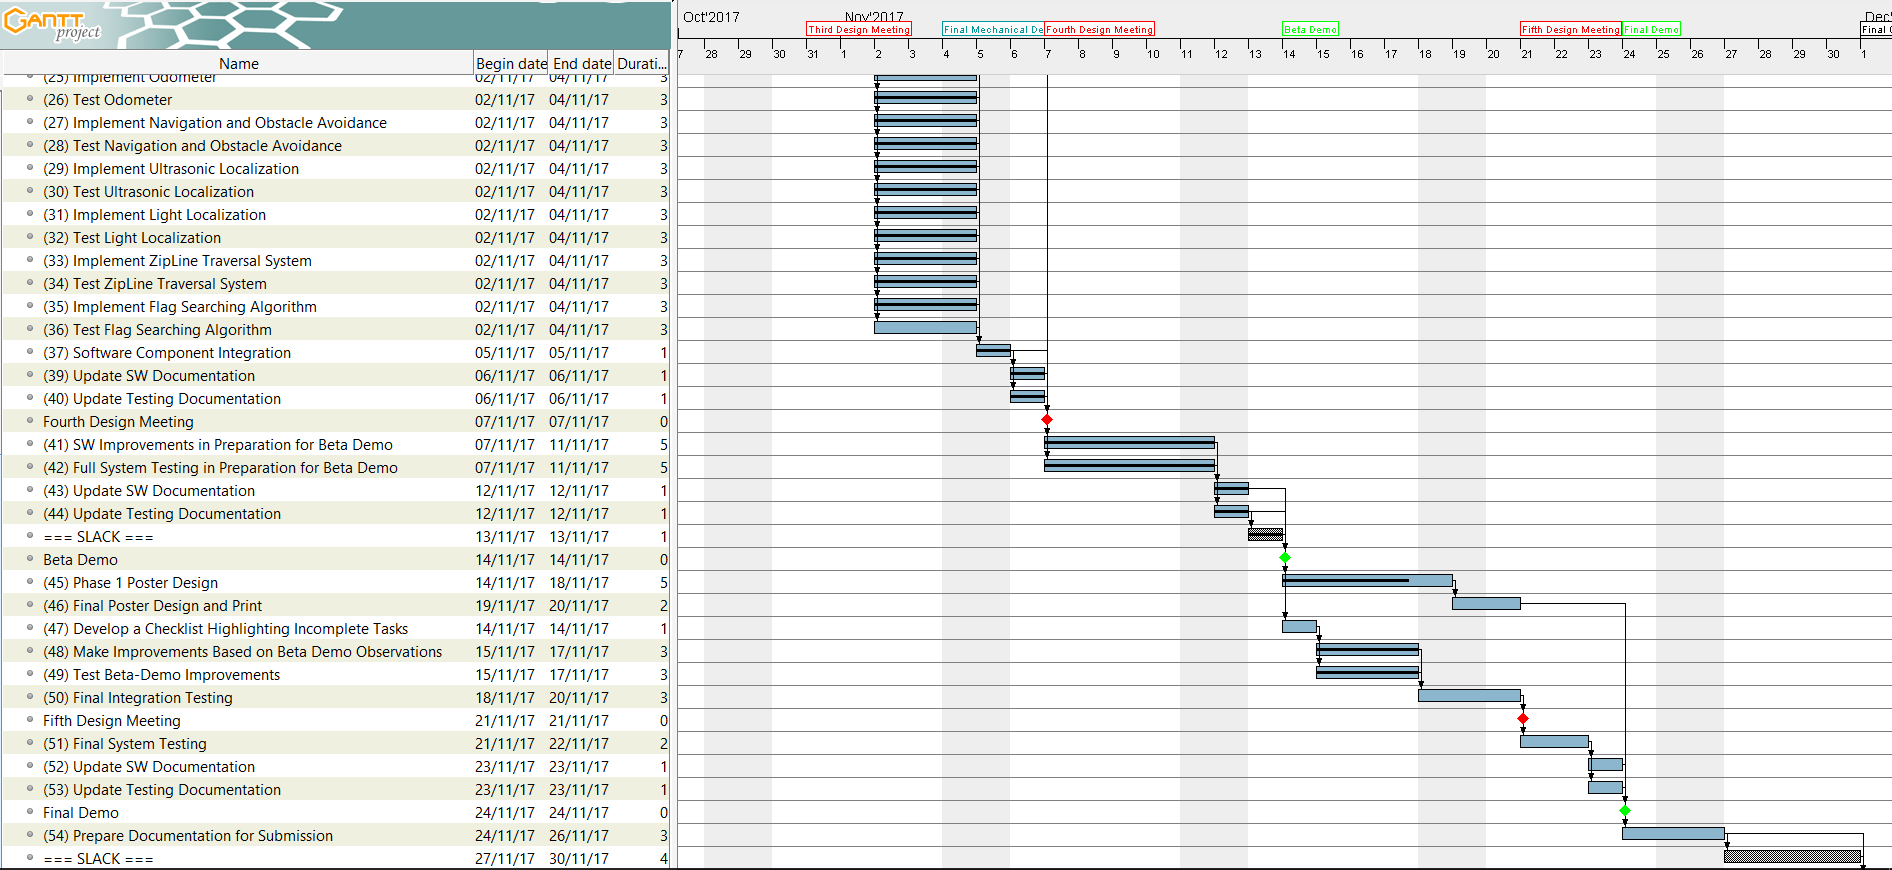 GANTT
project
Oct'2017 Nov'2017 Dec'
Third Design Meeting Final Mechanical De Fourth Design Meeting Beta Demo Fifth Design Meeting Final Demo Final
7 28 29 30 31 1 2 3 4 5 6 7 8 9 10 11 12 13 14 15 16 17 18 19 20 21 22 23 24 25 26 27 28 29 30 1
Name Begin date End date Durati...
(25) Implement Odometer 02/11/17 04/11/17 3
(26) Test Odometer 02/11/17 04/11/17 3
(27) Implement Navigation and Obstacle Avoidance 02/11/17 04/11/17 3
(28) Test Navigation and Obstacle Avoidance 02/11/17 04/11/17 3
(29) Implement Ultrasonic Localization 02/11/17 04/11/17 3
(30) Test Ultrasonic Localization 02/11/17 04/11/17 3
(31) Implement Light Localization 02/11/17 04/11/17 3
(32) Test Light Localization 02/11/17 04/11/17 3
(33) Implement ZipLine Traversal System 02/11/17 04/11/17 3
(34) Test ZipLine Traversal System 02/11/17 04/11/17 3
(35) Implement Flag Searching Algorithm 02/11/17 04/11/17 3
(36) Test Flag Searching Algorithm 02/11/17 04/11/17 3
(37) Software Component Integration 05/11/17 05/11/17 1
(39) Update SW Documentation 06/11/17 06/11/17 1
(40) Update Testing Documentation 06/11/17 06/11/17 1
Fourth Design Meeting 07/11/17 07/11/17 0
(41) SW Improvements in Preparation for Beta Demo 07/11/17 11/11/17 5
(42) Full System Testing in Preparation for Beta Demo 07/11/17 11/11/17 5
(43) Update SW Documentation 12/11/17 12/11/17 1
(44) Update Testing Documentation 12/11/17 12/11/17 1
=== SLACK === 13/11/17 13/11/17 1
Beta Demo 14/11/17 14/11/17 0
(45) Phase 1 Poster Design 14/11/17 18/11/17 5
(46) Final Poster Design and Print 19/11/17 20/11/17 2
(47) Develop a Checklist Highlighting Incomplete Tasks 14/11/17 14/11/17 1
(48) Make Improvements Based on Beta Demo Observations 15/11/17 17/11/17 3
(49) Test Beta-Demo Improvements 15/11/17 17/11/17 3
(50) Final Integration Testing 18/11/17 20/11/17 3
Fifth Design Meeting 21/11/17 21/11/17 0
(51) Final System Testing 21/11/17 22/11/17 2
(52) Update SW Documentation 23/11/17 23/11/17 1
(53) Update Testing Documentation 23/11/17 23/11/17 1
Final Demo 24/11/17 24/11/17 0
(54) Prepare Documentation for Submission 24/11/17 26/11/17 3
=== SLACK === 27/11/17 30/11/17 4